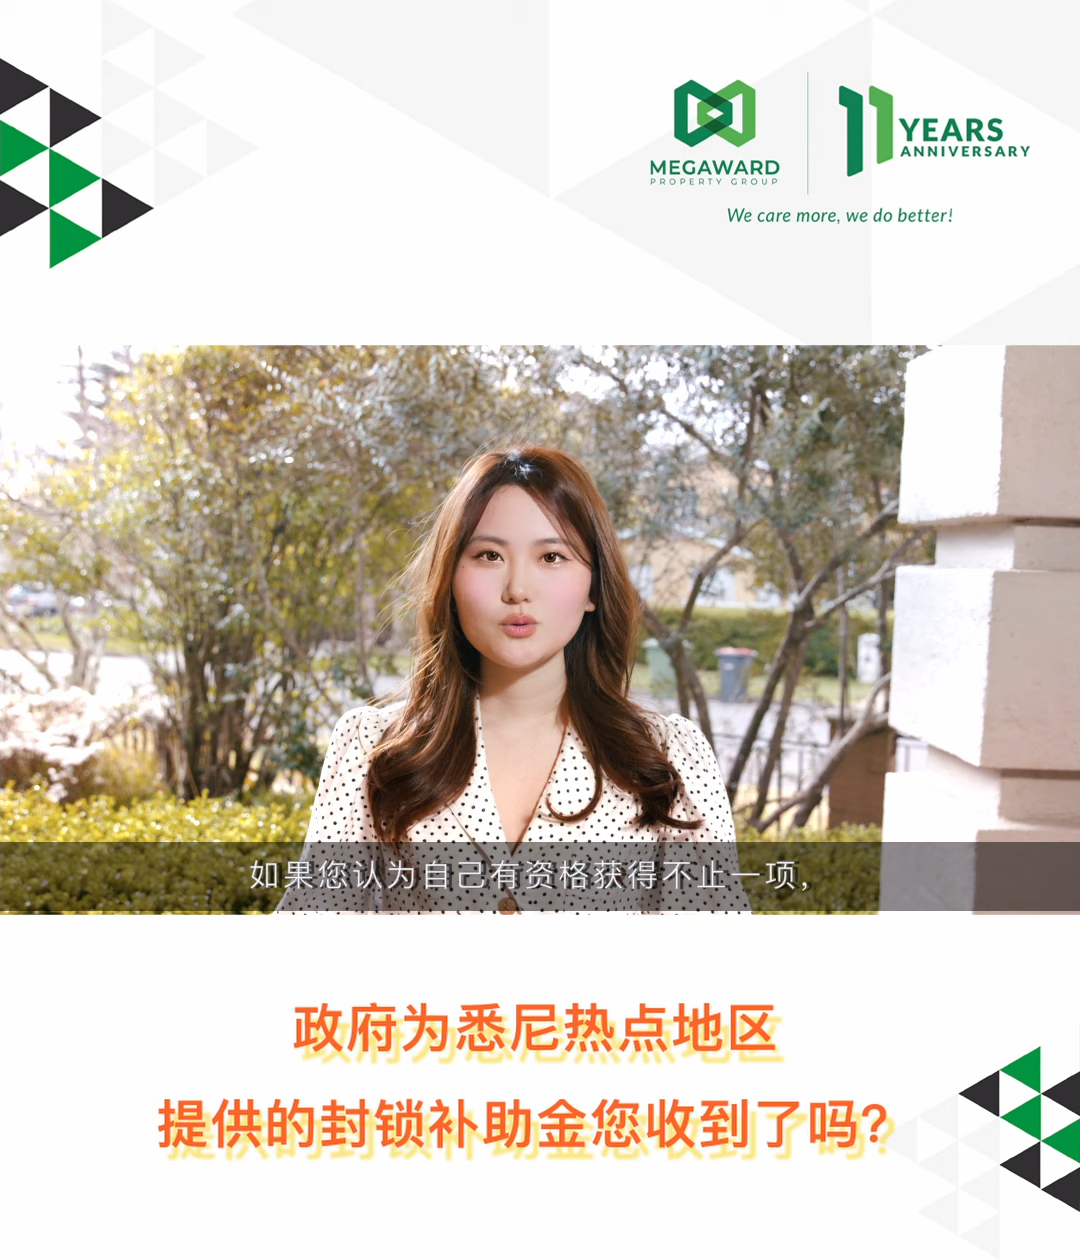 MEGAWARD
PROPERTY GROUP
11 YEARS
ANNIVERSARY
We care more, we do better!
如果您认为自己有资格获得不止一项,
政府为悉尼热点地区
提供的封锁补助金您收到了吗?